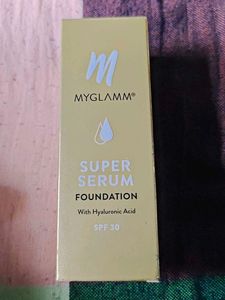 M
MYGLAMM®
SUPER
SERUM
FOUNDATION
With Hyaluronic Acid
SPF 30